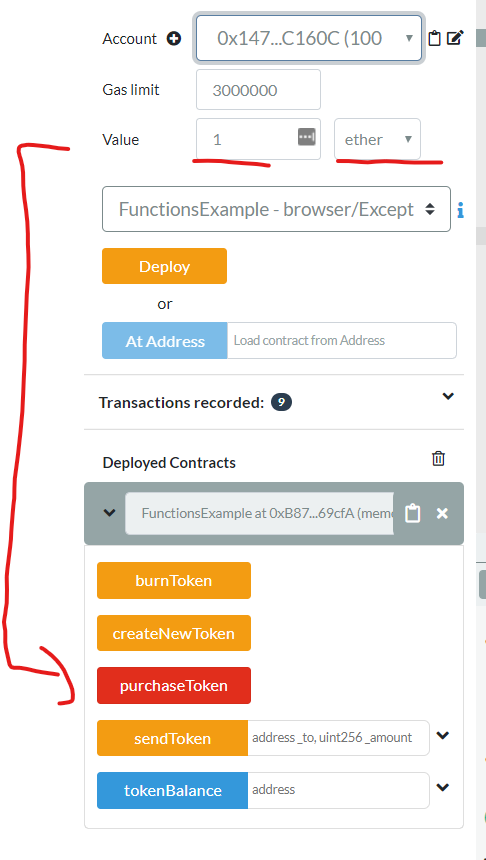 Account 0x147...C160C (100
Gas limit 3000000
Value 1 ether
FunctionsExample - browser/Except
Deploy
or
At Address Load contract from Address
Transactions recorded: 9
Deployed Contracts
FunctionsExample at 0xB87...69cfA (mem
burnToken
createNewToken
purchaseToken
sendToken address _to, uint256 _amount
tokenBalance address